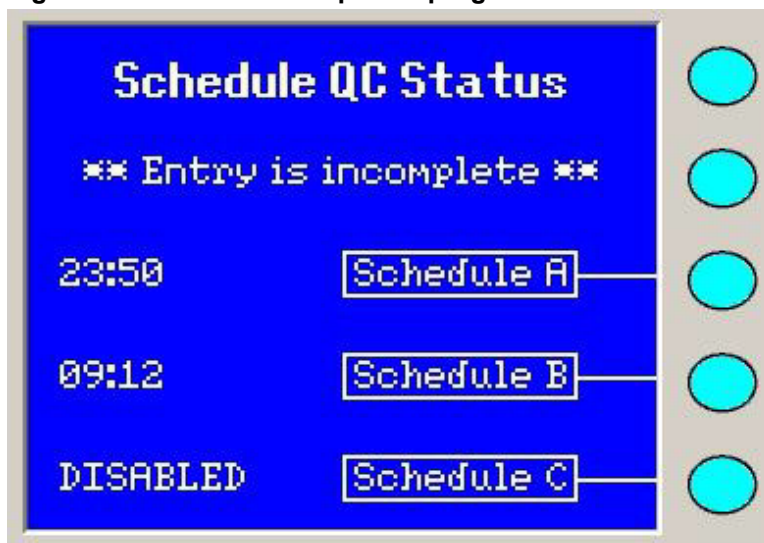 Schedule QC Status
** Entry is incomplete **
23:50 Schedule A
09:12 Schedule B
DISABLED Schedule C